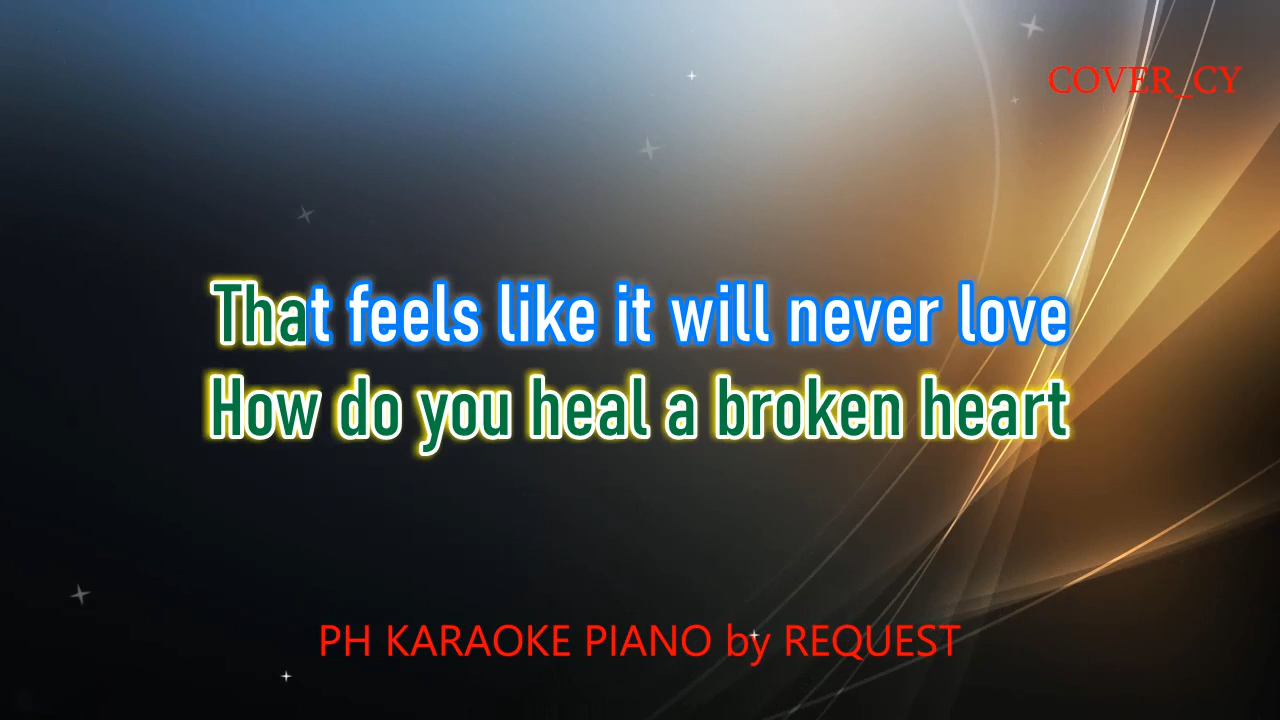 COVER_CY
That feels like it will never love
How do you heal a broken heart
PH KARAOKE PIANO by REQUEST